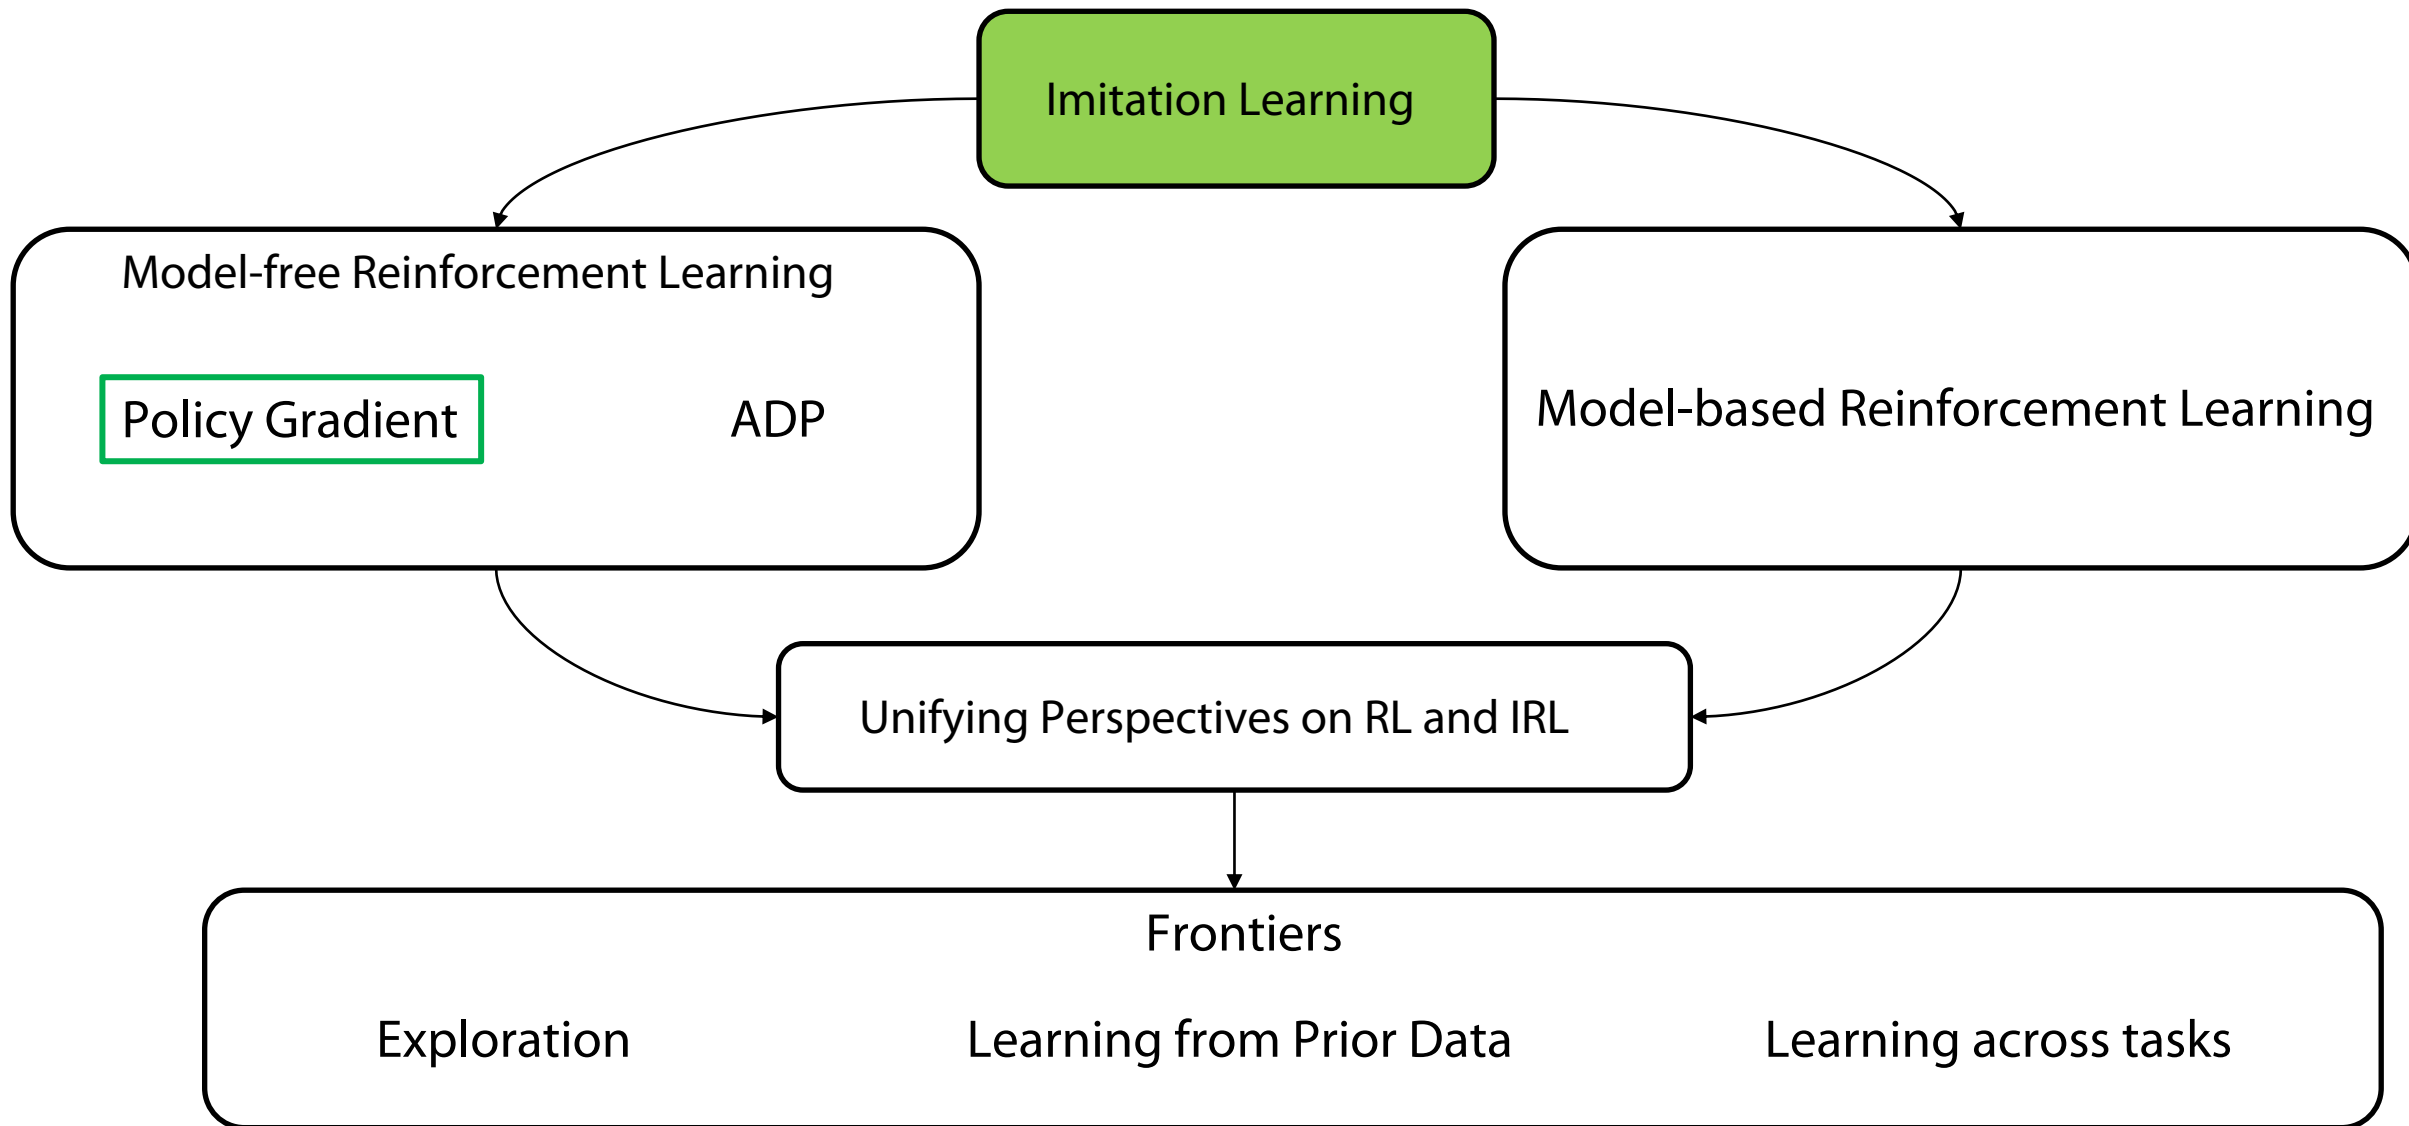 Imitation Learning
Model-free Reinforcement Learning
Policy Gradient
ADP
Model-based Reinforcement Learning
Unifying Perspectives on RL and IRL
Frontiers
Exploration
Learning from Prior Data
Learning across tasks